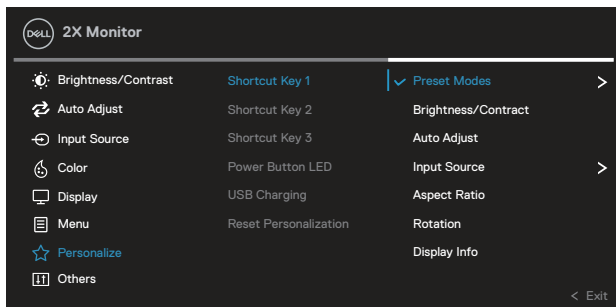 DELL 2X Monitor
Brightness/Contrast
Auto Adjust
Input Source
Color
Display
Menu
Personalize
Others
Shortcut Key 1
Shortcut Key 2
Shortcut Key 3
Power Button LED
USB Charging
Reset Personalization
Preset Modes
Brightness/Contract
Auto Adjust
Input Source
Aspect Ratio
Rotation
Display Info
< Exit